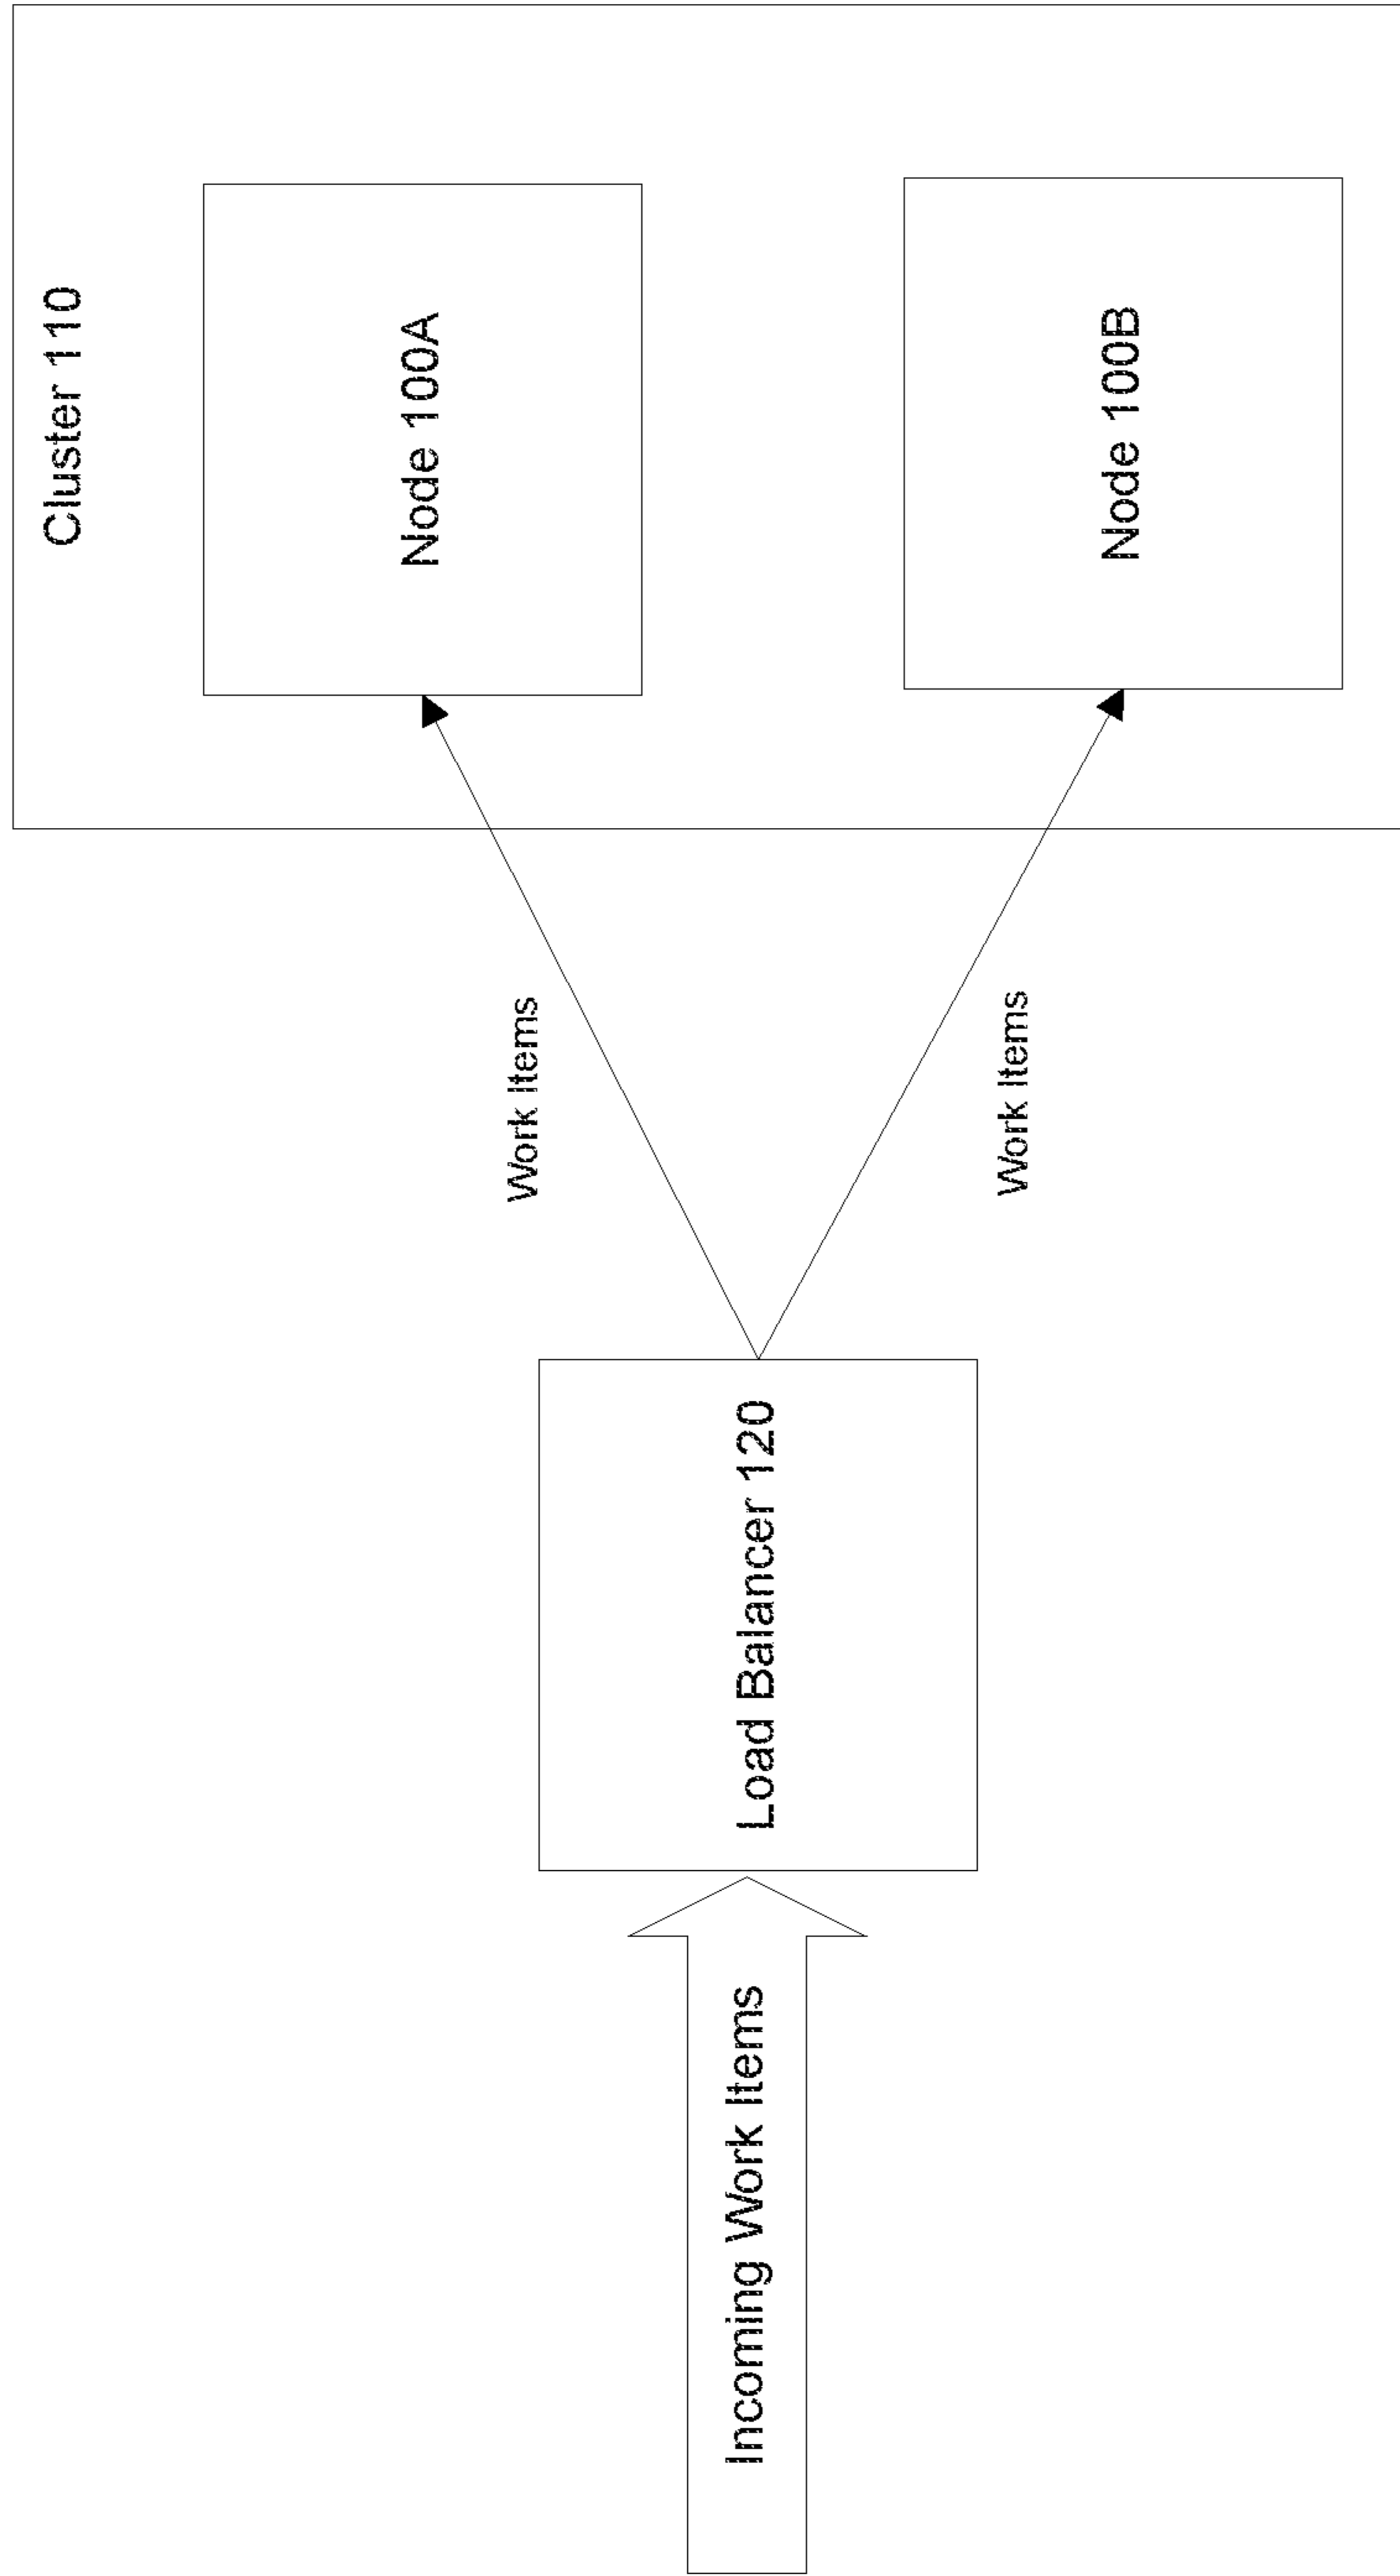 Cluster 110
Node 100A
Node 100B
Work Items
Work Items
Load Balancer 120
Incoming Work Items